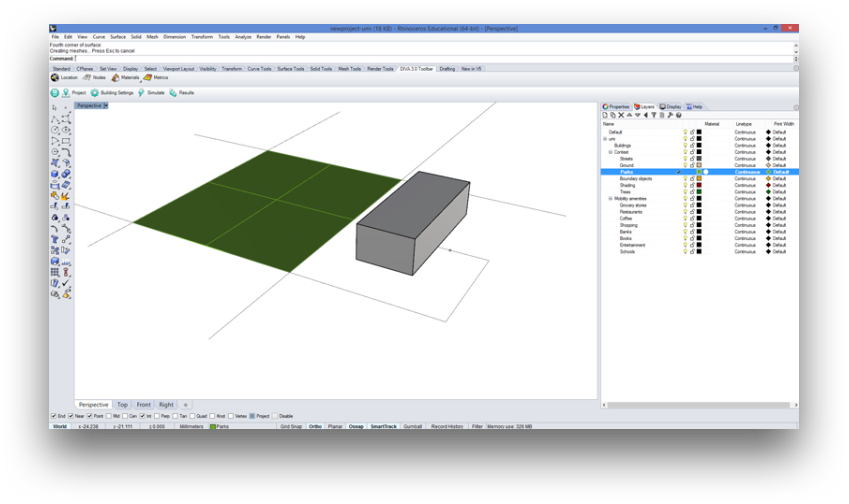 newproject-umi (18 KB) - Rhinoceros Educational (64-bit) - [Perspective]
File Edit View Curve Surface Solid Mesh Dimension Transform Tools Analyze Render Panels Help
Fourth corner of surface:
Creating meshes... Press Esc to cancel
Command:
Standard CPlanes Set View Display Select Viewport Layout Visibility Transform Curve Tools Surface Tools Solid Tools Mesh Tools Render Tools DIVA 3.0 Toolbar Drafting New in V5
Location Nodes Materials Metrics
Project Building Settings Simulate Results
Perspective
Properties Layers Display Help
Name Material Linetype Print Width
Default Continuous Default
umi Continuous Default
Buildings Continuous Default
Context Continuous Default
Streets Continuous Default
Ground Continuous Default
Parks Continuous Default
Boundary objects Continuous Default
Shading Continuous Default
Trees Continuous Default
Mobility amenities Continuous Default
Grocery stores Continuous Default
Restaurants Continuous Default
Coffee Continuous Default
Shopping Continuous Default
Banks Continuous Default
Books Continuous Default
Entertainment Continuous Default
Schools Continuous Default
Perspective Top Front Right
End Near Point Mid Cen Int Perp Tan Quad Knot Vertex Project Disable
World x -24.238 y -21.111 z 0.000 Millimeters Parks Grid Snap Ortho Planar Osnap SmartTrack Gumball Record History Filter Memory use: 326 MB